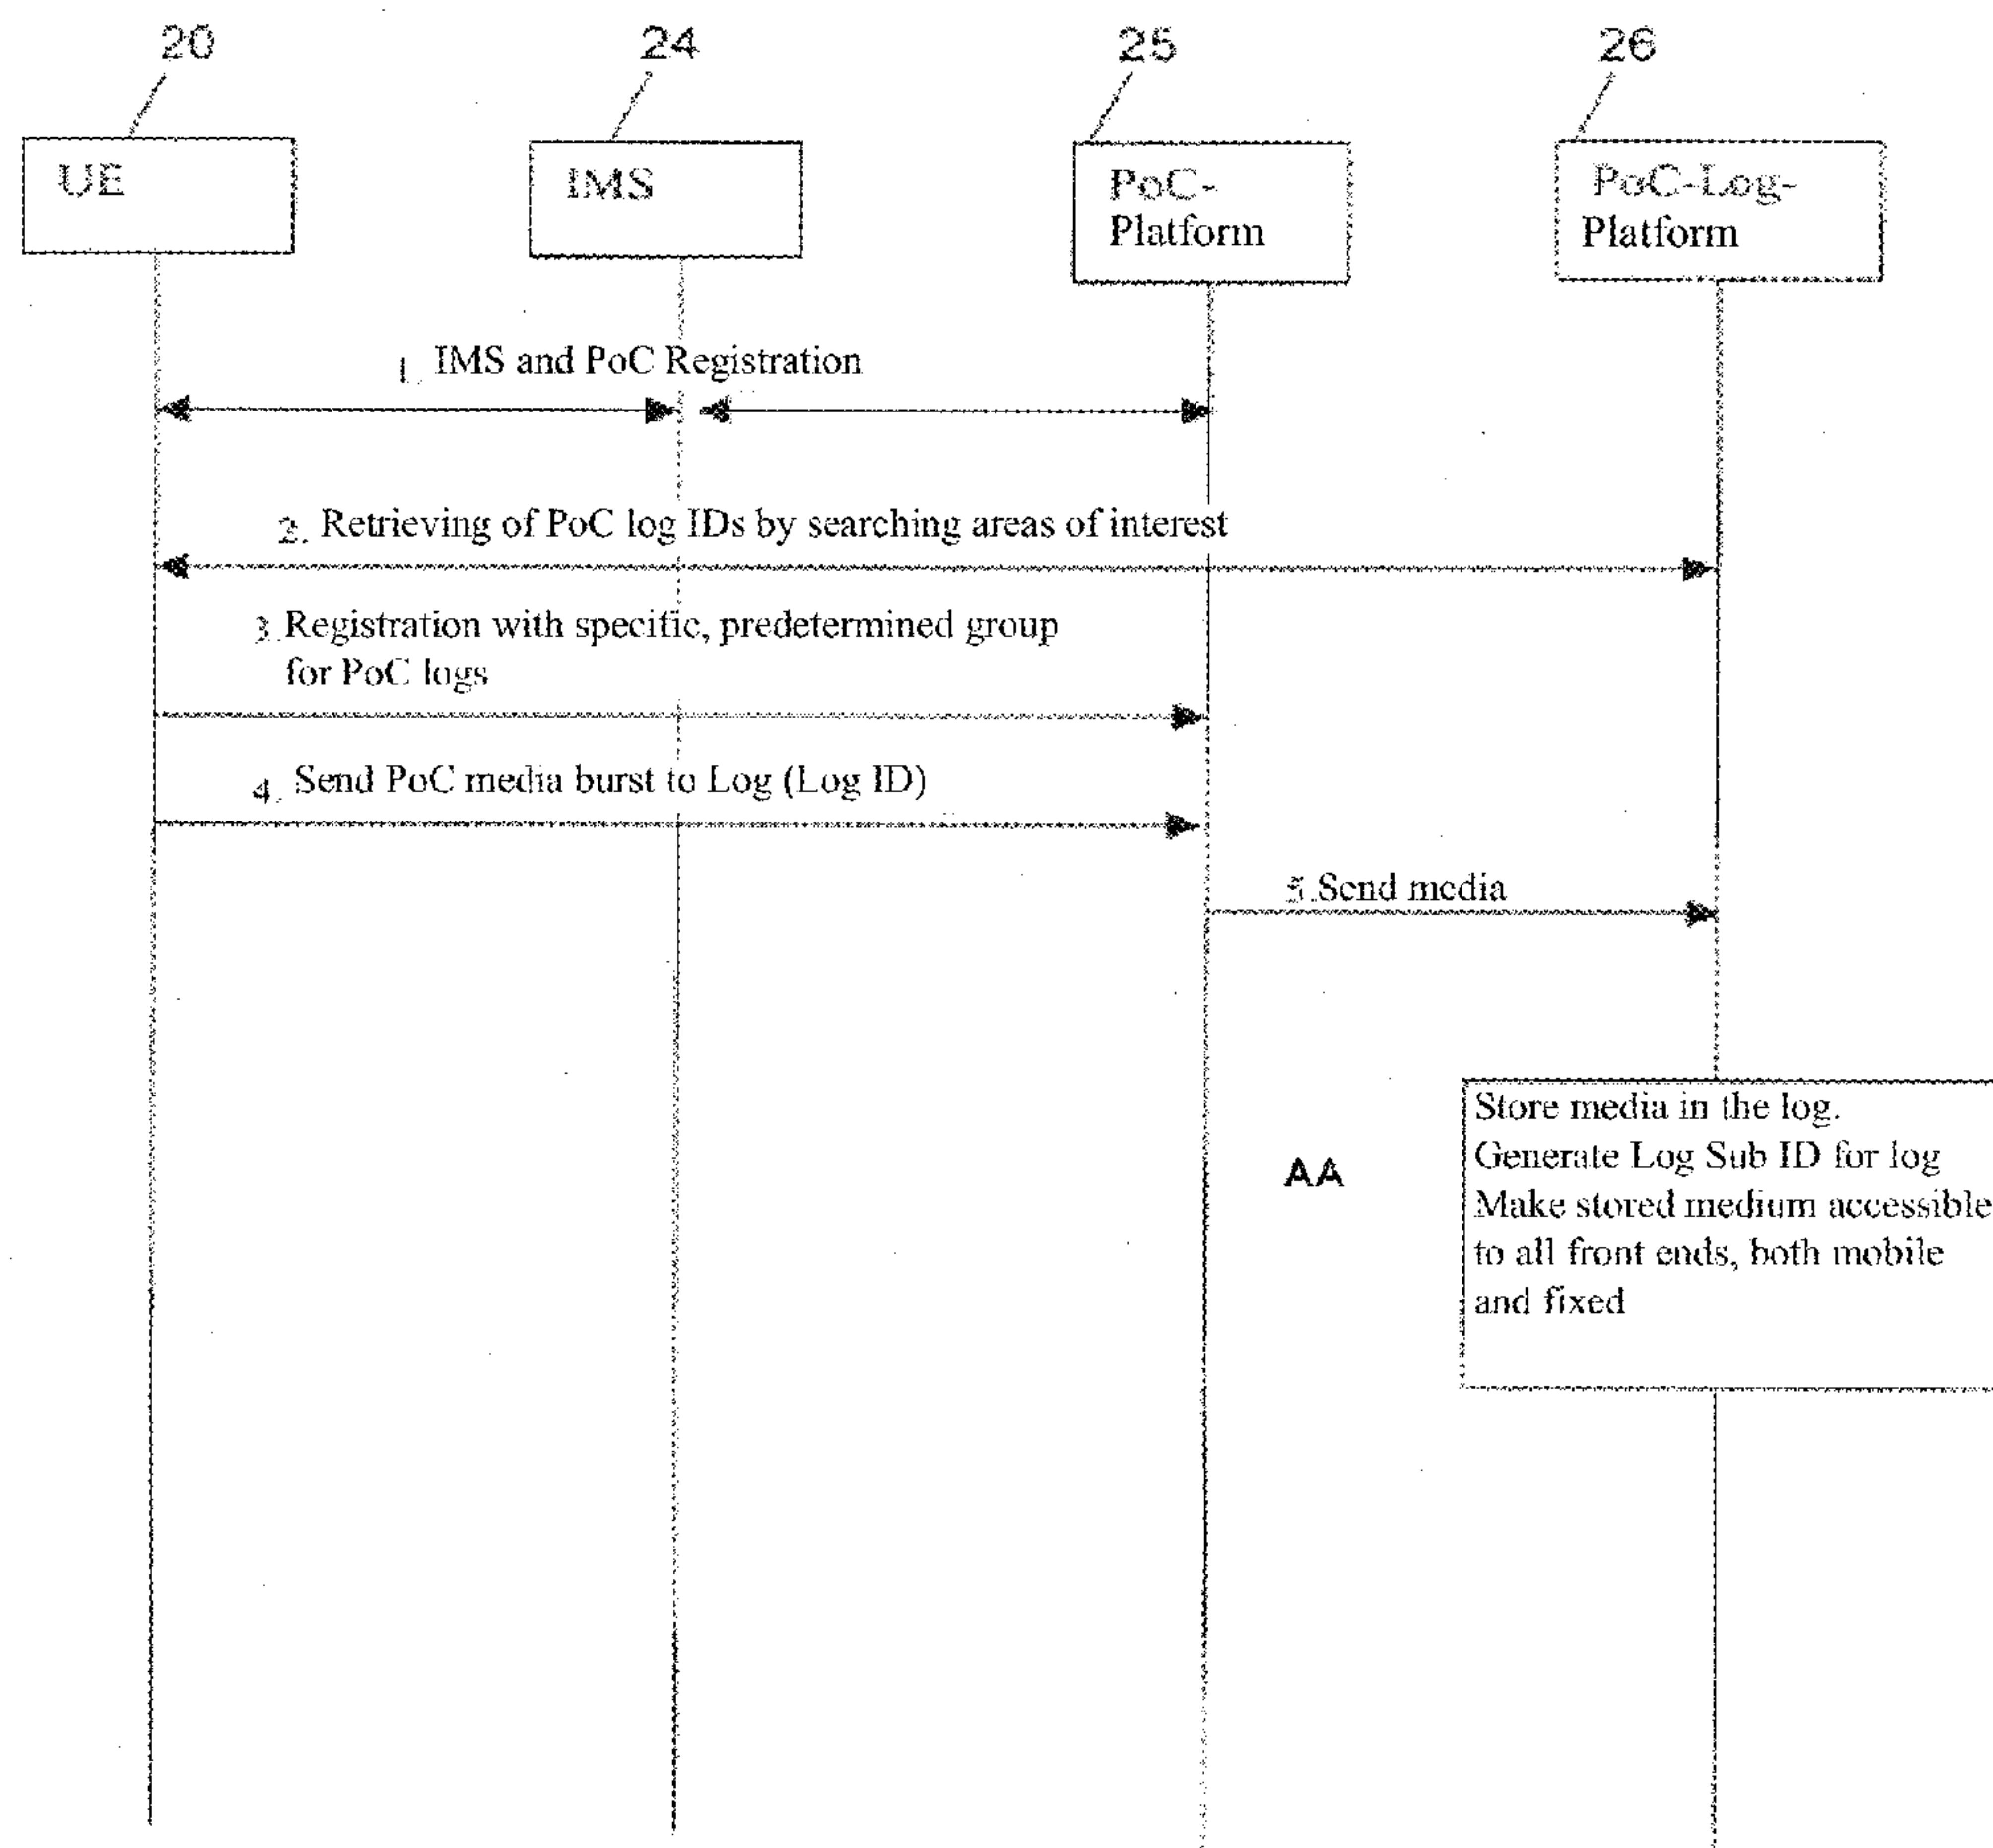 20
24
25
26
UE
IMS
PoC-
Platform
PoC-Log-
Platform
1. IMS and PoC Registration
2. Retrieving of PoC log IDs by searching areas of interest
3. Registration with specific, predetermined group
for PoC logs
4. Send PoC media burst to Log (Log ID)
5. Send media
AA
Store media in the log.
Generate Log Sub ID for log
Make stored medium accessible
to all front ends, both mobile
and fixed